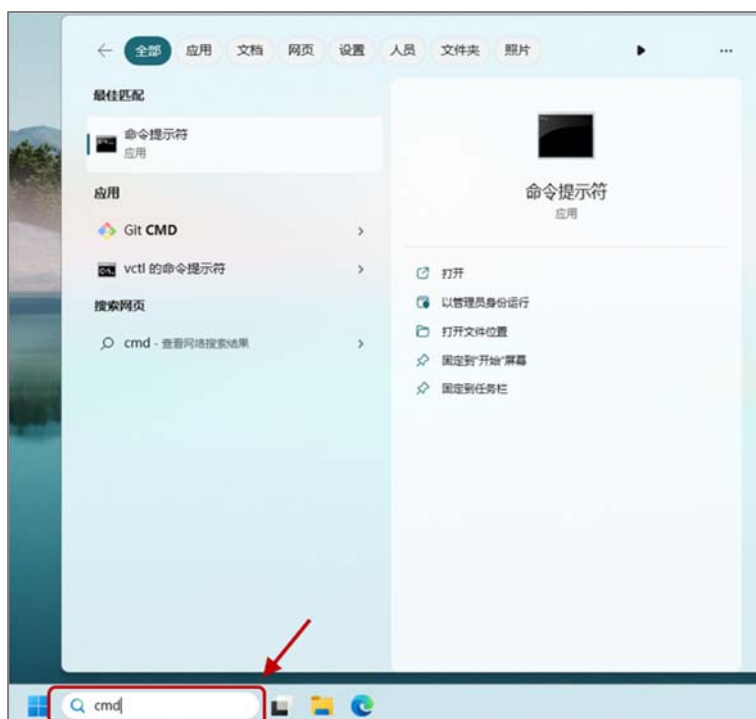 全部 应用 文档 网页 设置 人员 文件夹 照片
最佳匹配
命令提示符
应用
应用
Git CMD
vctl 的命令提示符
搜索网页
cmd - 查看网络搜索结果
命令提示符
应用
打开
以管理员身份运行
打开文件位置
固定到"开始"屏幕
固定到任务栏
cmd